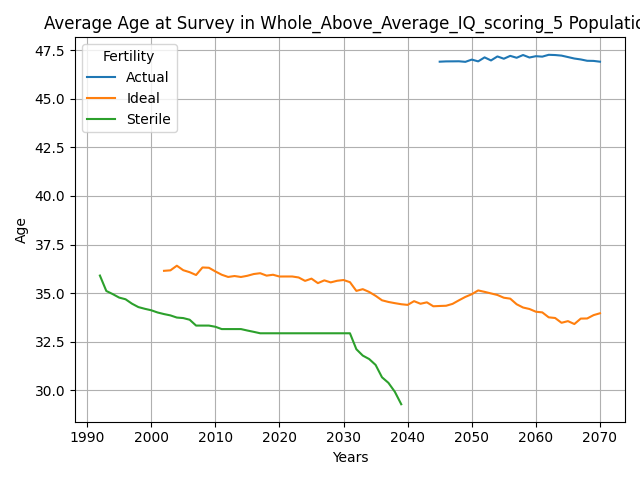 Average Age at Survey in Whole_Above_Average_IQ_scoring_5 Populatio
Fertility
Actual
Ideal
Sterile
47.5
45.0
42.5
40.0
37.5
35.0
32.5
30.0
Age
1990 2000 2010 2020 2030 2040 2050 2060 2070
Years